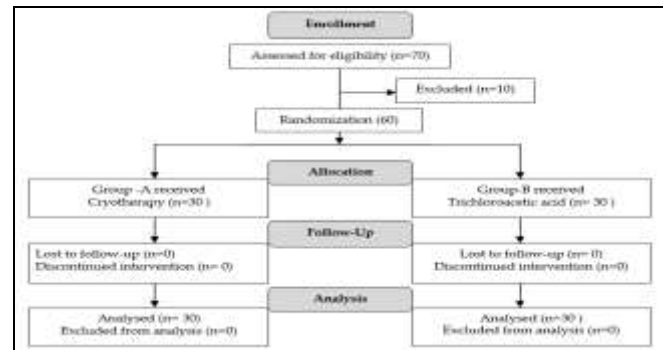 Enrollment
Assessed for eligibility (n=70)
Excluded (n=10)
Randomization (60)
Allocation
Group -A received
Cryotherapy (n=30 )
Group-B received
Trichloroacetic acid (n= 30 )
Follow-Up
Lost to follow-up (n=0)
Discontinued intervention (n= 0)
Lost to follow-up (n= 0)
Discontinued intervention (n=0)
Analysis
Analysed (n= 30)
Excluded from analysis (n=0)
Analysed (n=30 )
Excluded from analysis (n=0)